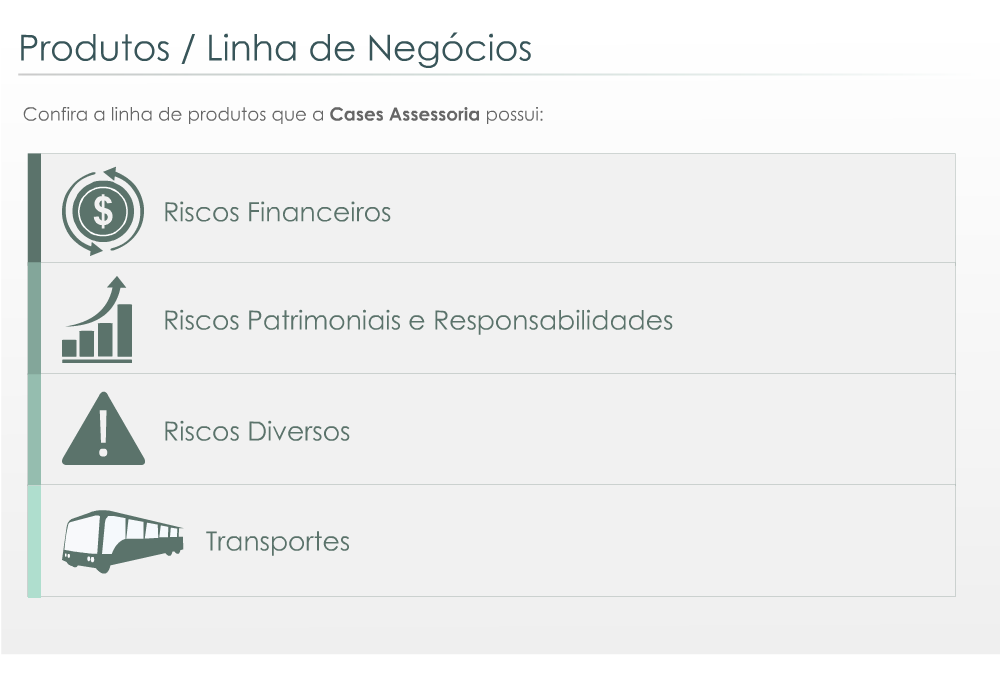 Produtos / Linha de Negócios
Confira a linha de produtos que a Cases Assessoria possui:
$
Riscos Financeiros
Riscos Patrimoniais e Responsabilidades
!
Riscos Diversos
Transportes